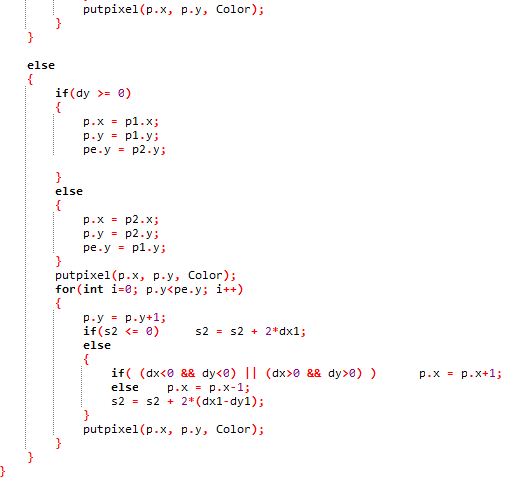 putpixel(p.x, p.y, Color);
}
}
else
{
if(dy >= 0)
{
p.x = p1.x;
p.y = p1.y;
pe.y = p2.y;
}
else
{
p.x = p2.x;
p.y = p2.y;
pe.y = p1.y;
}
putpixel(p.x, p.y, Color);
for(int i=0; p.y<pe.y; i++)
{
p.y = p.y+1;
if(s2 <= 0)     s2 = s2 + 2*dx1;
else
{
if( (dx<0 && dy<0) || (dx>0 && dy>0) )      p.x = p.x+1;
else    p.x = p.x-1;
s2 = s2 + 2*(dx1-dy1);
}
putpixel(p.x, p.y, Color);
}
}
}